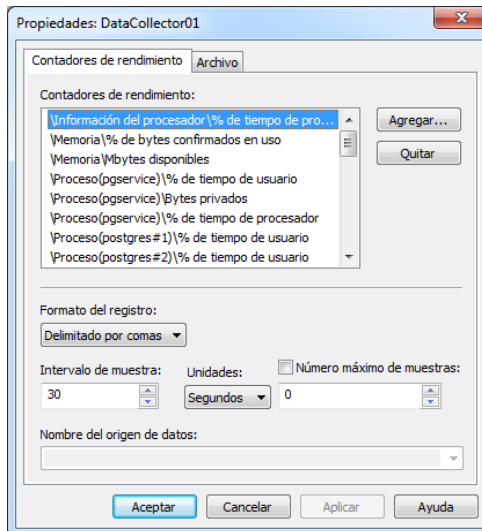 Propiedades: DataCollector01
Contadores de rendimiento
Archivo
Contadores de rendimiento:
\Información del procesador\% de tiempo de pro...
\Memoria\% de bytes confirmados en uso
\Memoria\Mbytes disponibles
\Proceso(pgservice)\% de tiempo de usuario
\Proceso(pgservice)\Bytes privados
\Proceso(pgservice)\% de tiempo de procesador
\Proceso(postgres#1)\% de tiempo de usuario
\Proceso(postgres#2)\% de tiempo de usuario
Agregar...
Quitar
Formato del registro:
Delimitado por comas
Intervalo de muestra:
Unidades:
Número máximo de muestras:
30
Segundos
0
Nombre del origen de datos:
Aceptar
Cancelar
Aplicar
Ayuda